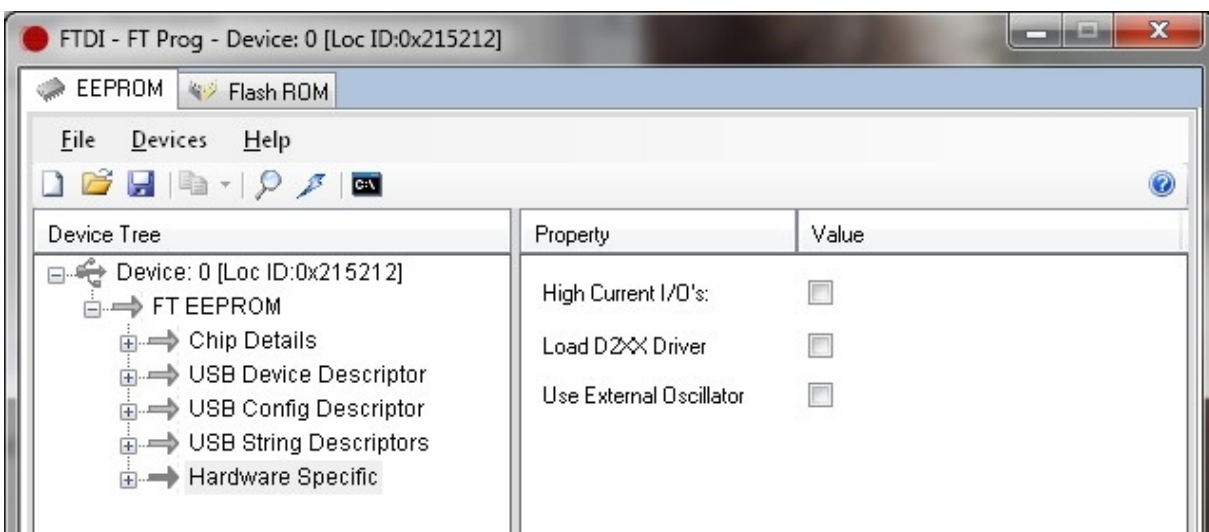 FTDI - FT Prog - Device: 0 [Loc ID:0x215212]
EEPROM
Flash ROM
File Devices Help
C:\
Device Tree
Property
Value
Device: 0 [Loc ID:0x215212]
FT EEPROM
Chip Details
USB Device Descriptor
USB Config Descriptor
USB String Descriptors
Hardware Specific
High Current I/O's:
Load D2XX Driver
Use External Oscillator